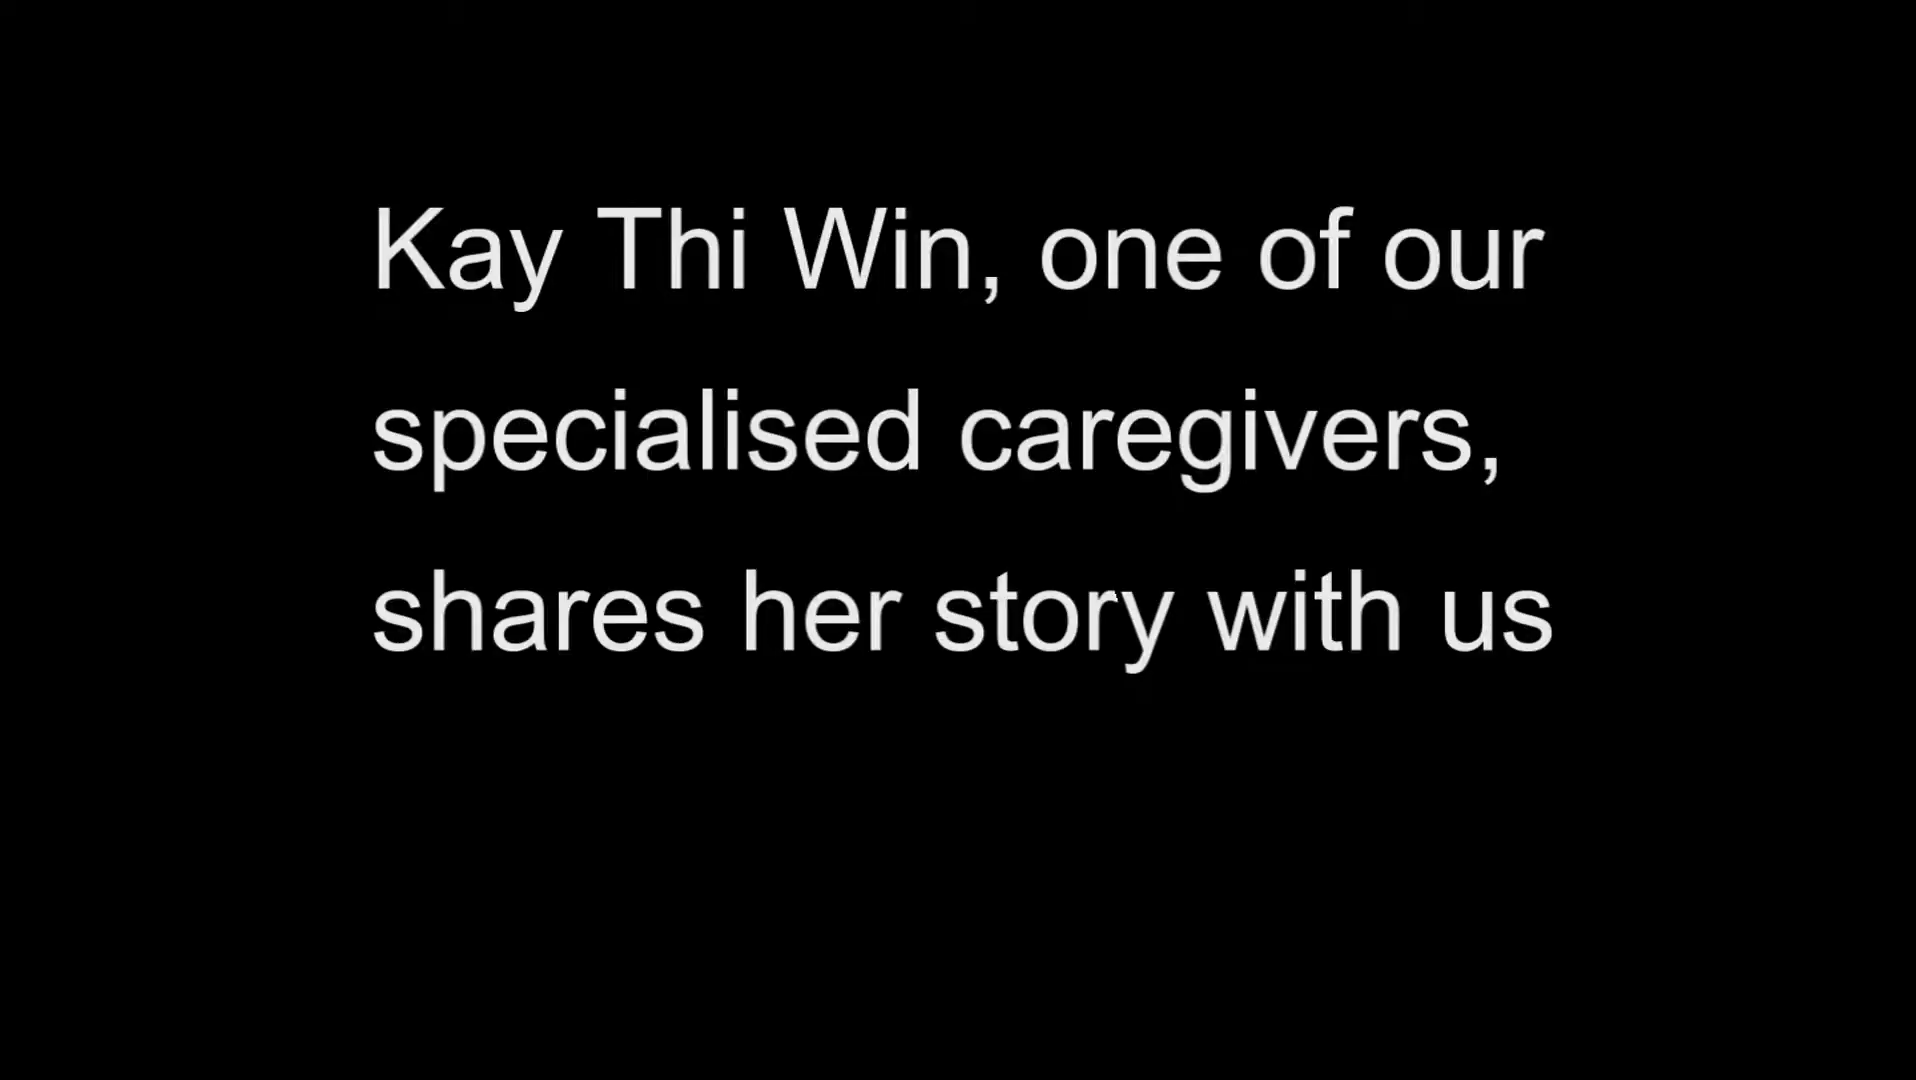 Kay Thi Win, one of our
specialised caregivers,
shares her story with us